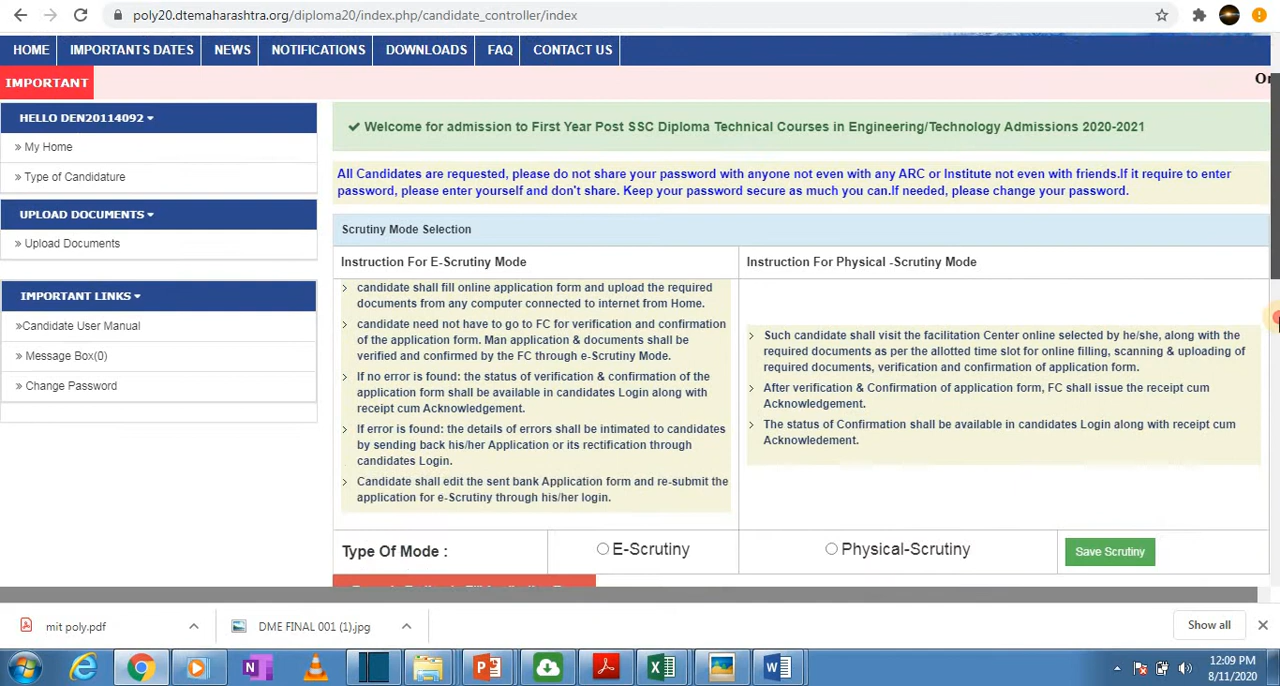 poly20.dtemaharashtra.org/diploma20/index.php/candidate_controller/index
HOME
IMPORTANTS DATES
NEWS
NOTIFICATIONS
DOWNLOADS
FAQ
CONTACT US
IMPORTANT
HELLO DEN20114092
» My Home
» Type of Candidature
UPLOAD DOCUMENTS
» Upload Documents
IMPORTANT LINKS
»Candidate User Manual
» Message Box(0)
» Change Password
✔ Welcome for admission to First Year Post SSC Diploma Technical Courses in Engineering/Technology Admissions 2020-2021
All Candidates are requested, please do not share your password with anyone not even with any ARC or Institute not even with friends.If it require to enter
password, please enter yourself and don't share. Keep your password secure as much you can.If needed, please change your password.
Scrutiny Mode Selection
Instruction For E-Scrutiny Mode
candidate shall fill online application form and upload the required
documents from any computer connected to internet from Home.
candidate need not have to go to FC for verification and confirmation
of the application form. Man application & documents shall be
verified and confirmed by the FC through e-Scrutiny Mode.
If no error is found: the status of verification & confirmation of the
application form shall be available in candidates Login along with
receipt cum Acknowledgement.
If error is found: the details of errors shall be intimated to candidates
by sending back his/her Application or its rectification through
candidates Login.
Candidate shall edit the sent bank Application form and re-submit the
application for e-Scrutiny through his/her login.
Instruction For Physical -Scrutiny Mode
Such candidate shall visit the facilitation Center online selected by he/she, along with the
required documents as per the allotted time slot for online filling, scanning & uploading of
required documents, verification and confirmation of application form.
After verification & Confirmation of application form, FC shall issue the receipt cum
Acknowledgement.
The status of Confirmation shall be available in candidates Login along with receipt cum
Acknowledement.
Type Of Mode :
E-Scrutiny
Physical-Scrutiny
Save Scrutiny
mit poly.pdf
DME FINAL 001 (1).jpg
Show all
12:09 PM
8/11/2020